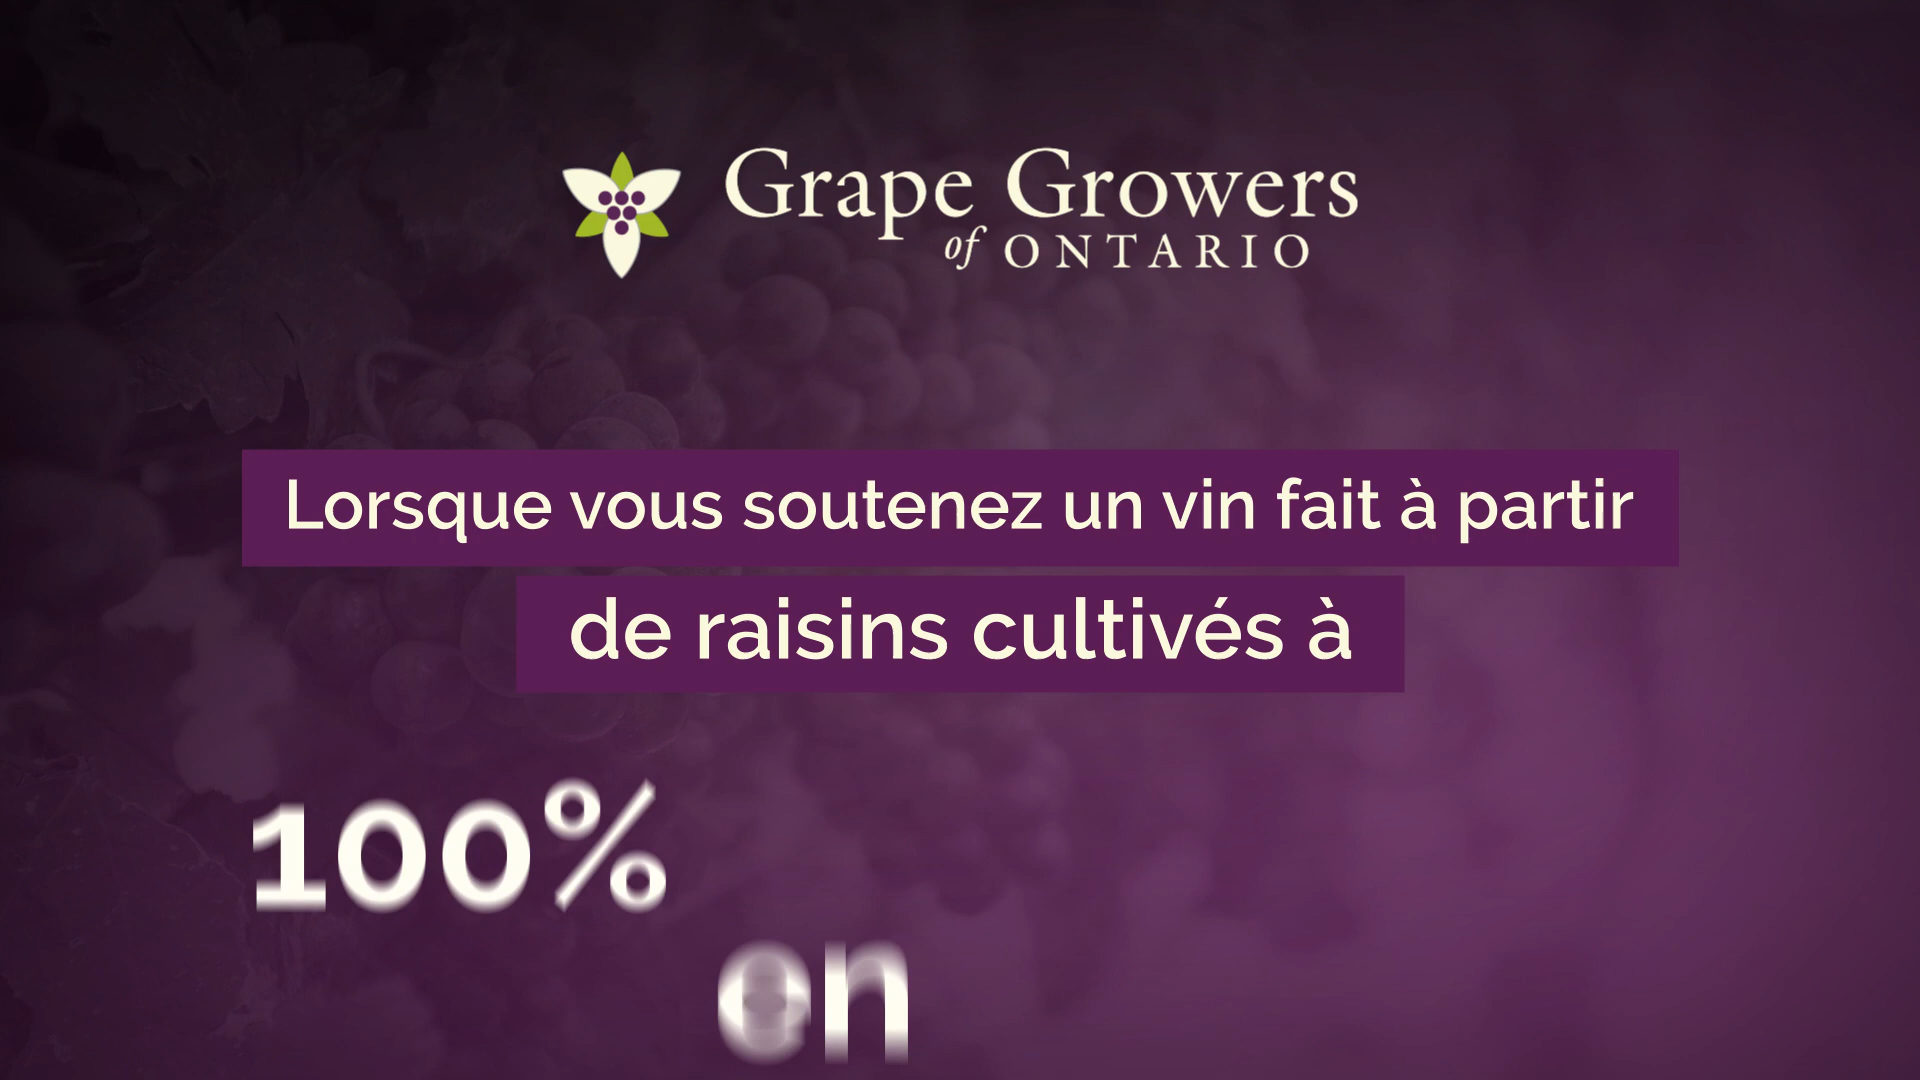 Grape Growers
of ONTARIO
Lorsque vous soutenez un vin fait à partir
de raisins cultivés à
100%
en